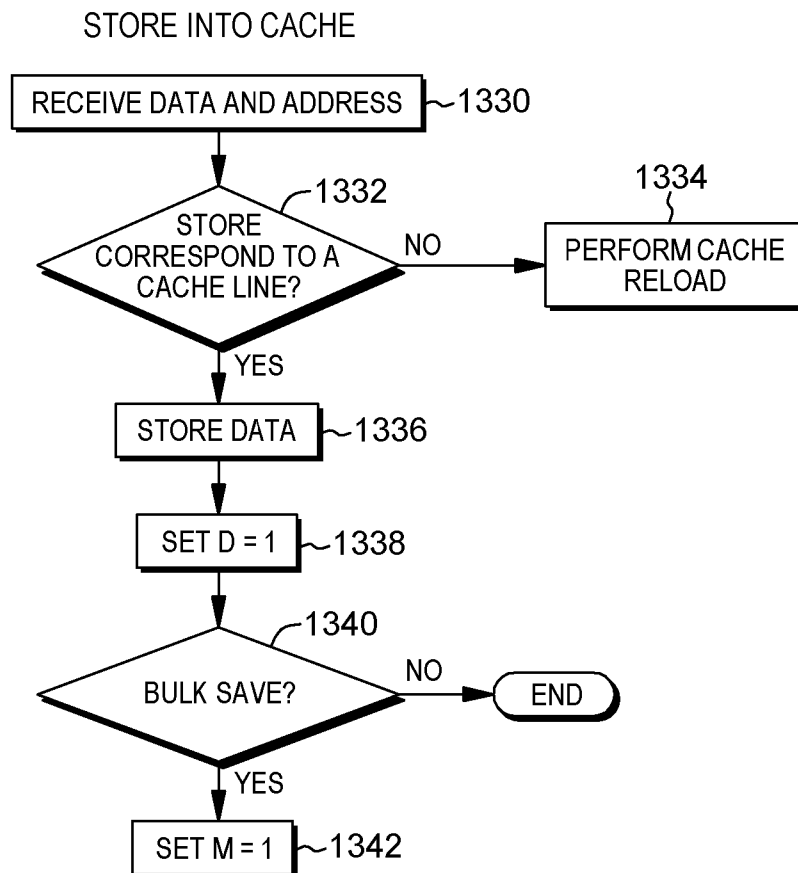 STORE INTO CACHE
RECEIVE DATA AND ADDRESS
1330
1332
STORE
CORRESPOND TO A
CACHE LINE?
NO
1334
PERFORM CACHE
RELOAD
YES
STORE DATA
1336
SET D = 1
1338
1340
BULK SAVE?
NO
END
YES
SET M = 1
1342